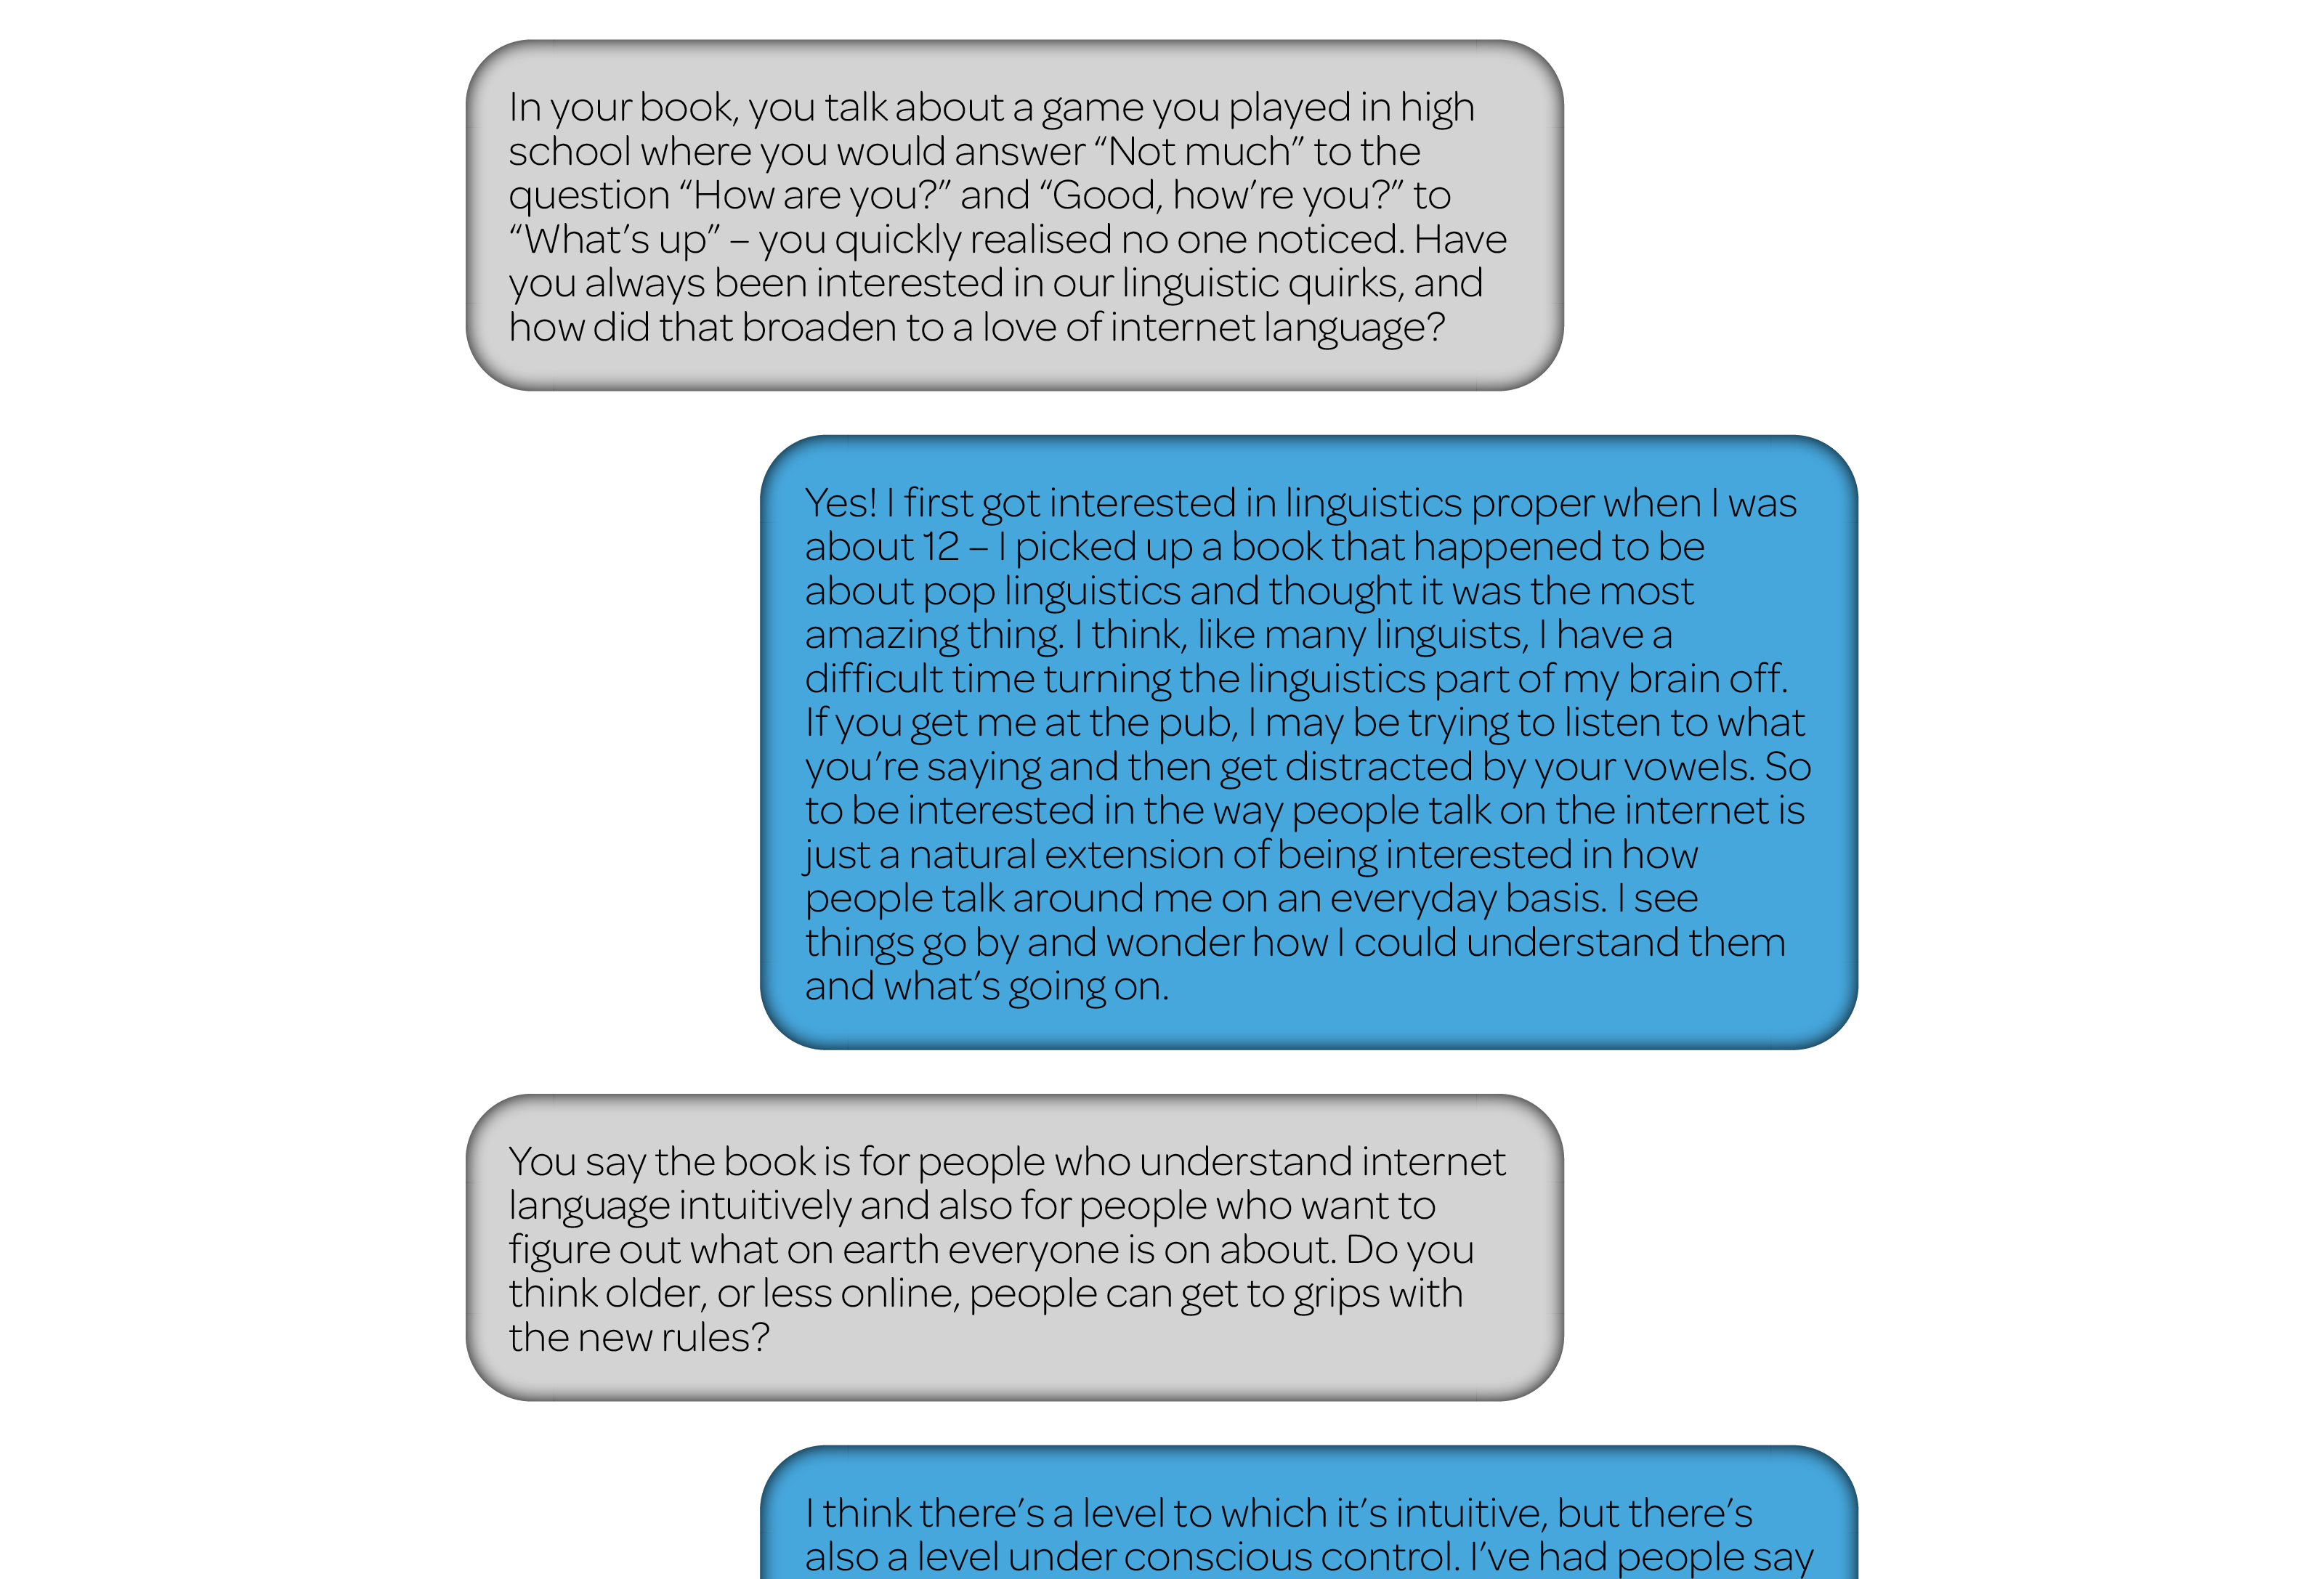 In your book, you talk about a game you played in high
school where you would answer “Not much” to the
question “How are you?” and “Good, how’re you?” to
“What’s up” – you quickly realised no one noticed. Have
you always been interested in our linguistic quirks, and
how did that broaden to a love of internet language?
Yes! I first got interested in linguistics proper when I was
about 12 – I picked up a book that happened to be
about pop linguistics and thought it was the most
amazing thing. I think, like many linguists, I have a
difficult time turning the linguistics part of my brain off.
If you get me at the pub, I may be trying to listen to what
you’re saying and then get distracted by your vowels. So
to be interested in the way people talk on the internet is
just a natural extension of being interested in how
people talk around me on an everyday basis. I see
things go by and wonder how I could understand them
and what’s going on.
You say the book is for people who understand internet
language intuitively and also for people who want to
figure out what on earth everyone is on about. Do you
think older, or less online, people can get to grips with
the new rules?
I think there’s a level to which it’s intuitive, but there’s
also a level under conscious control. I’ve had people say